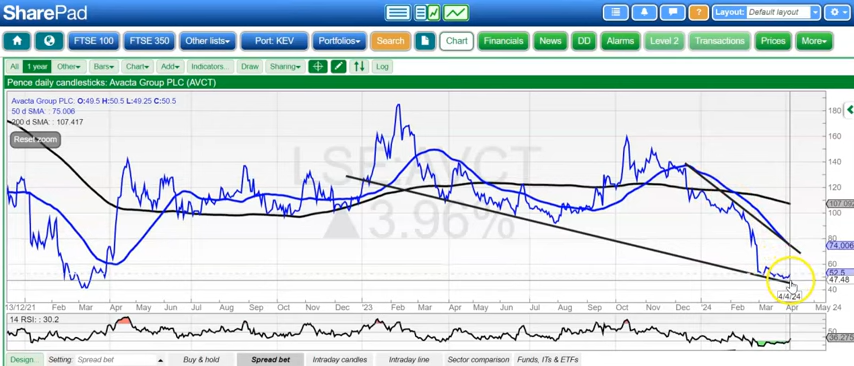 SharePad
Layout: Default layout
FTSE 100 FTSE 350 Other lists Port: KEV Portfolios Search Chart Financials News DD Alarms Level 2 Transactions Prices More
All 1 year Other Bars Chart Add Indicators.. Draw Sharing Log
Pence daily candlesticks: Avacta Group PLC (AVCT)
Avacta Group PLC. O:49.5 H:50.5 L:49.25 C:50.5
50 d SMA: : 75.006
200 d SMA: : 107.417
Reset zoom
LSE:AVCT
▲3.96%
180
160
140
120
107.092
100
80
74.006
60
52.5
47.48
40
4/4/24
13/12/21 Feb Mar Apr May Jun Jul Aug Sep Oct Nov Dec '23 Feb Mar Apr May Jun Jul Aug Sep Oct Nov Dec '24 Feb Mar Apr May 24
14 RSI: : 30.2
50
36.275
Design.. Setting: Spread bet Buy & hold Spread bet Intraday candles Intraday line Sector comparison Funds, ITs & ETFs